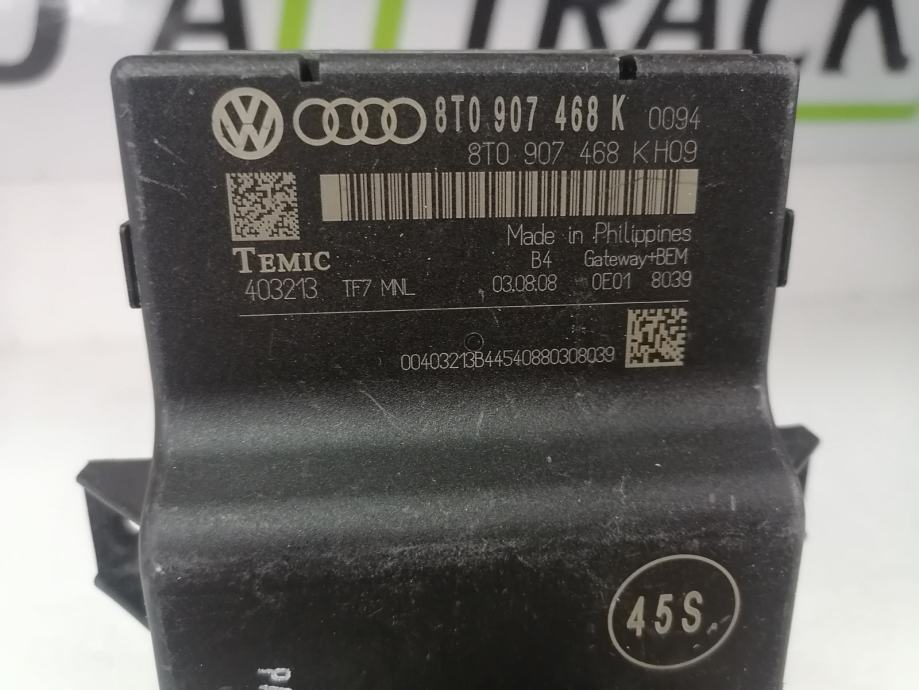 8T0 907 468 K 0094
8T0 907 468 K H09
Made in Philippines
TEMIC B4 Gateway+BEM
403213 TF7 MNL 03.08.08 0E01 8039
00403213B44540880308039
45S